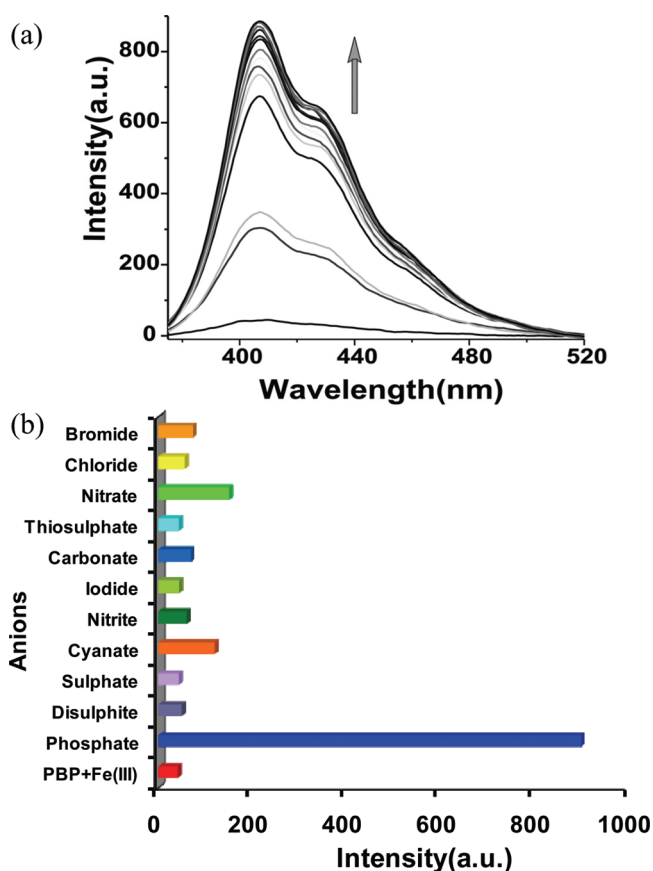 (a)
Intensity(a.u.)
800
600
400
200
0
400 440 480 520
Wavelength(nm)
(b)
Anions
Bromide
Chloride
Nitrate
Thiosulphate
Carbonate
Iodide
Nitrite
Cyanate
Sulphate
Disulphite
Phosphate
PBP+Fe(III)
0 200 400 600 800 1000
Intensity(a.u.)